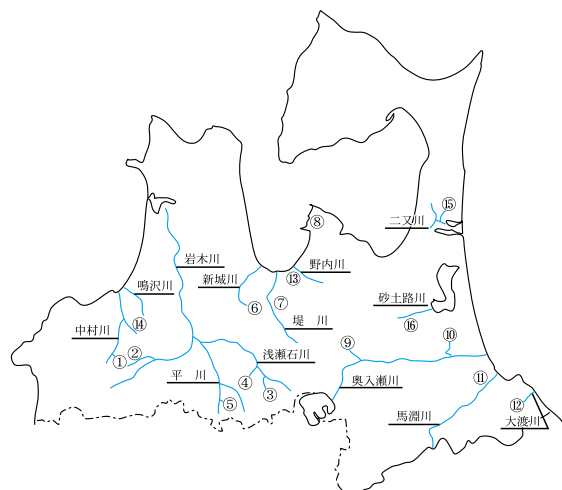 ⑧
二又川
⑮
岩木川
新城川
⑬
野内川
鳴沢川
⑥
⑦
砂土路川
⑭
堤 川
⑯
中村川
①
②
浅瀬石川
⑨
⑩
平 川
④
③
奥入瀬川
⑪
⑤
馬淵川
⑫
大渡川